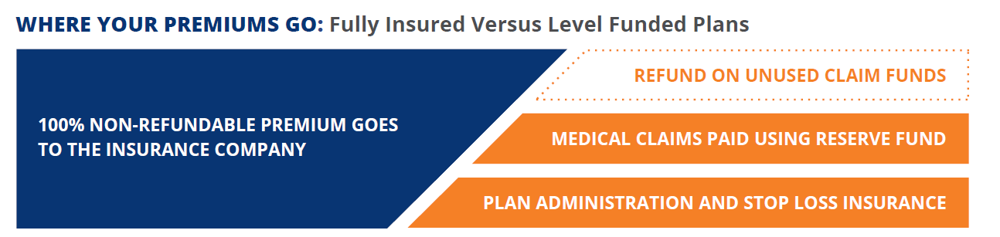 WHERE YOUR PREMIUMS GO: Fully Insured Versus Level Funded Plans
100% NON-REFUNDABLE PREMIUM GOES
TO THE INSURANCE COMPANY
REFUND ON UNUSED CLAIM FUNDS
MEDICAL CLAIMS PAID USING RESERVE FUND
PLAN ADMINISTRATION AND STOP LOSS INSURANCE